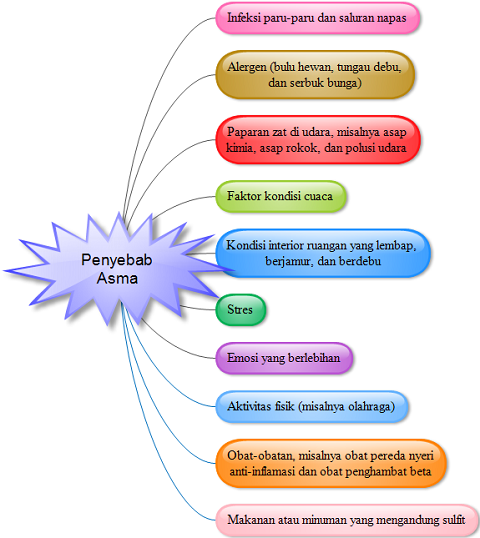 Infeksi paru-paru dan saluran napas
Alergen (bulu hewan, tungau debu,
dan serbuk bunga)
Paparan zat di udara, misalnya asap
kimia, asap rokok, dan polusi udara
Faktor kondisi cuaca
Penyebab
Asma
Kondisi interior ruangan yang lembap,
berjamur, dan berdebu
Stres
Emosi yang berlebihan
Aktivitas fisik (misalnya olahraga)
Obat-obatan, misalnya obat pereda nyeri
anti-inflamasi dan obat penghambat beta
Makanan atau minuman yang mengandung sulfit